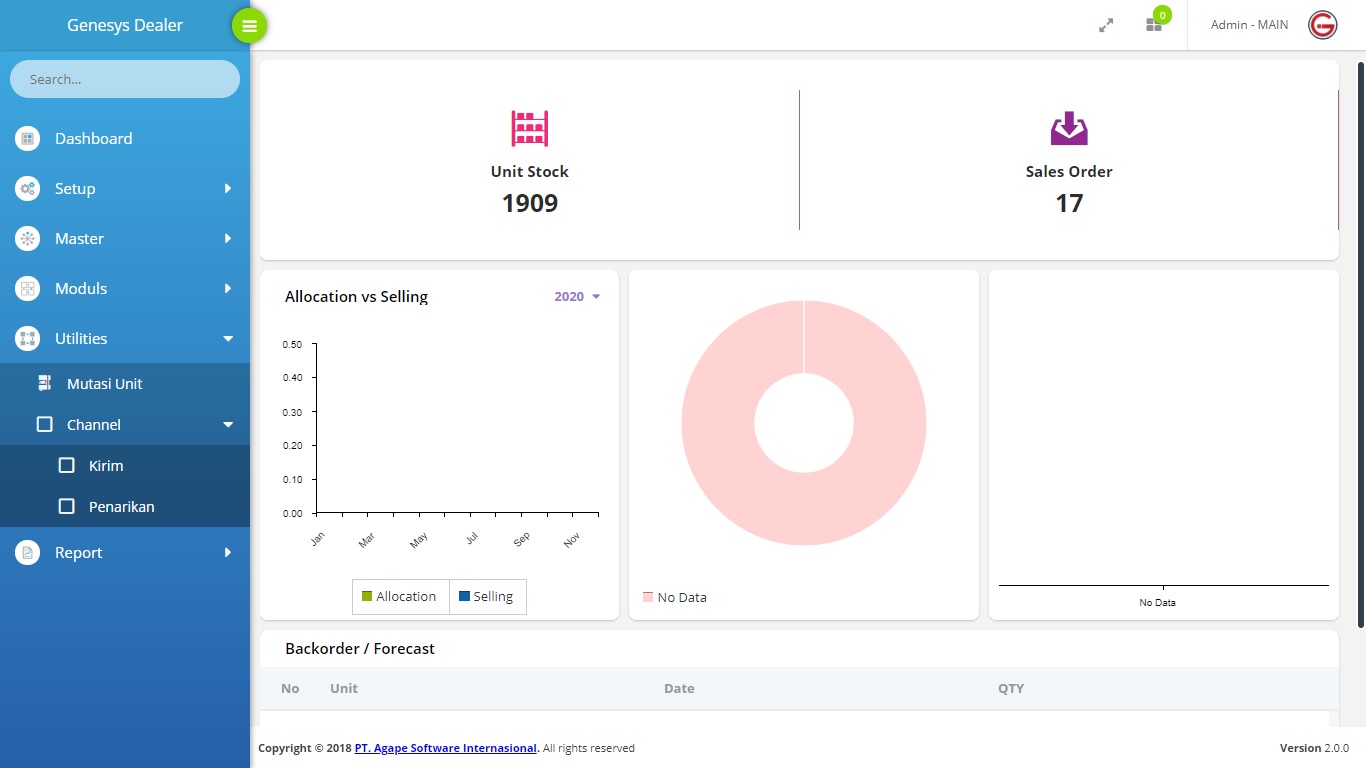 Genesys Dealer
0
Admin - MAIN
Search...
Dashboard
Setup
Master
Moduls
Utilities
Mutasi Unit
Channel
Kirim
Penarikan
Report
Unit Stock
1909
Sales Order
17
Allocation vs Selling
2020
0.50
0.40
0.30
0.20
0.10
0.00
Jan
Mar
May
Jul
Sep
Nov
Allocation
Selling
No Data
No Data
Backorder / Forecast
No Unit Date QTY
Copyright © 2018 PT. Agape Software Internasional. All rights reserved
Version 2.0.0